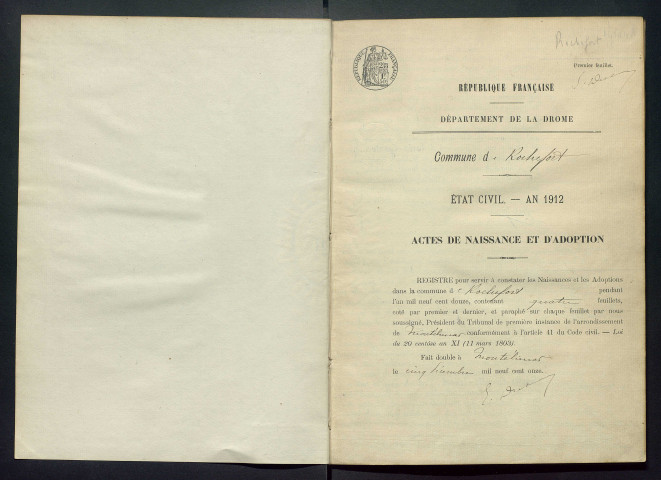 Rochefort
Premier feuillet.
RÉPUBLIQUE FRANÇAISE
DÉPARTEMENT DE LA DROME
Commune de Rochefort
ÉTAT CIVIL. — AN 1912
ACTES DE NAISSANCE ET D'ADOPTION
REGISTRE pour servir à constater les Naissances et les Adoptions
dans la commune d e Rochefort pendant
l'an mil neuf cent douze, contenant quatre feuillets,
coté par premier et dernier, et paraphé sur chaque feuillet par nous
soussigné, Président du Tribunal de première instance de l'arrondissement
de Montélimar conformément à l'article 41 du Code civil. — Loi
du 20 ventôse an XI (11 mars 1803).
Fait double à Montélimar
le cinq décembre mil neuf cent onze.